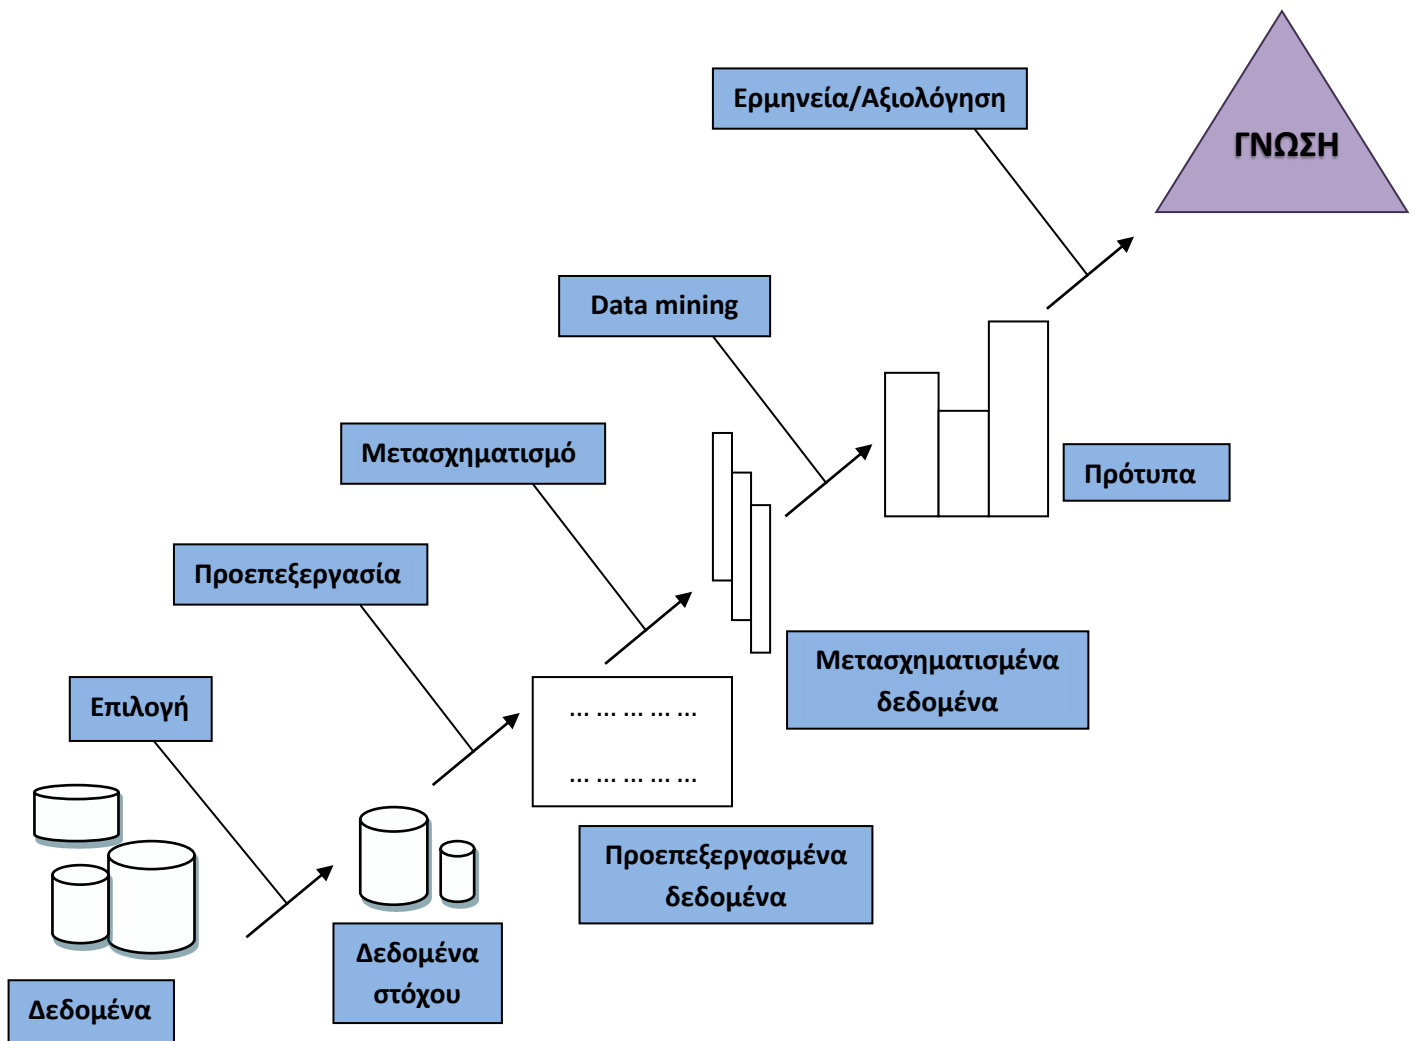 Ερμηνεία/Αξιολόγηση
ΓΝΩΣΗ
Data mining
Μετασχηματισμό
Πρότυπα
Προεπεξεργασία
Μετασχηματισμένα
δεδομένα
Επιλογή
... ... ... ... ...
... ... ... ... ...
Προεπεξεργασμένα
δεδομένα
Δεδομένα
στόχου
Δεδομένα